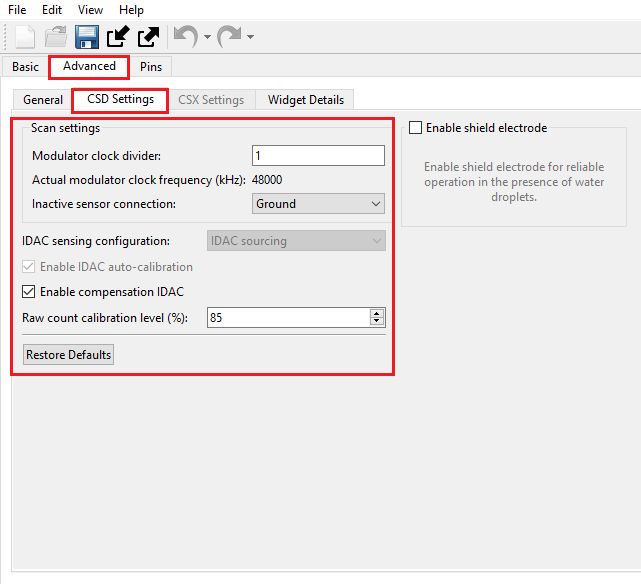 File Edit View Help
Basic Advanced Pins
General CSD Settings CSX Settings Widget Details
Scan settings
Modulator clock divider: 1
Actual modulator clock frequency (kHz): 48000
Inactive sensor connection: Ground
IDAC sensing configuration: IDAC sourcing
Enable IDAC auto-calibration
Enable compensation IDAC
Raw count calibration level (%): 85
Restore Defaults
Enable shield electrode
Enable shield electrode for reliable
operation in the presence of water
droplets.